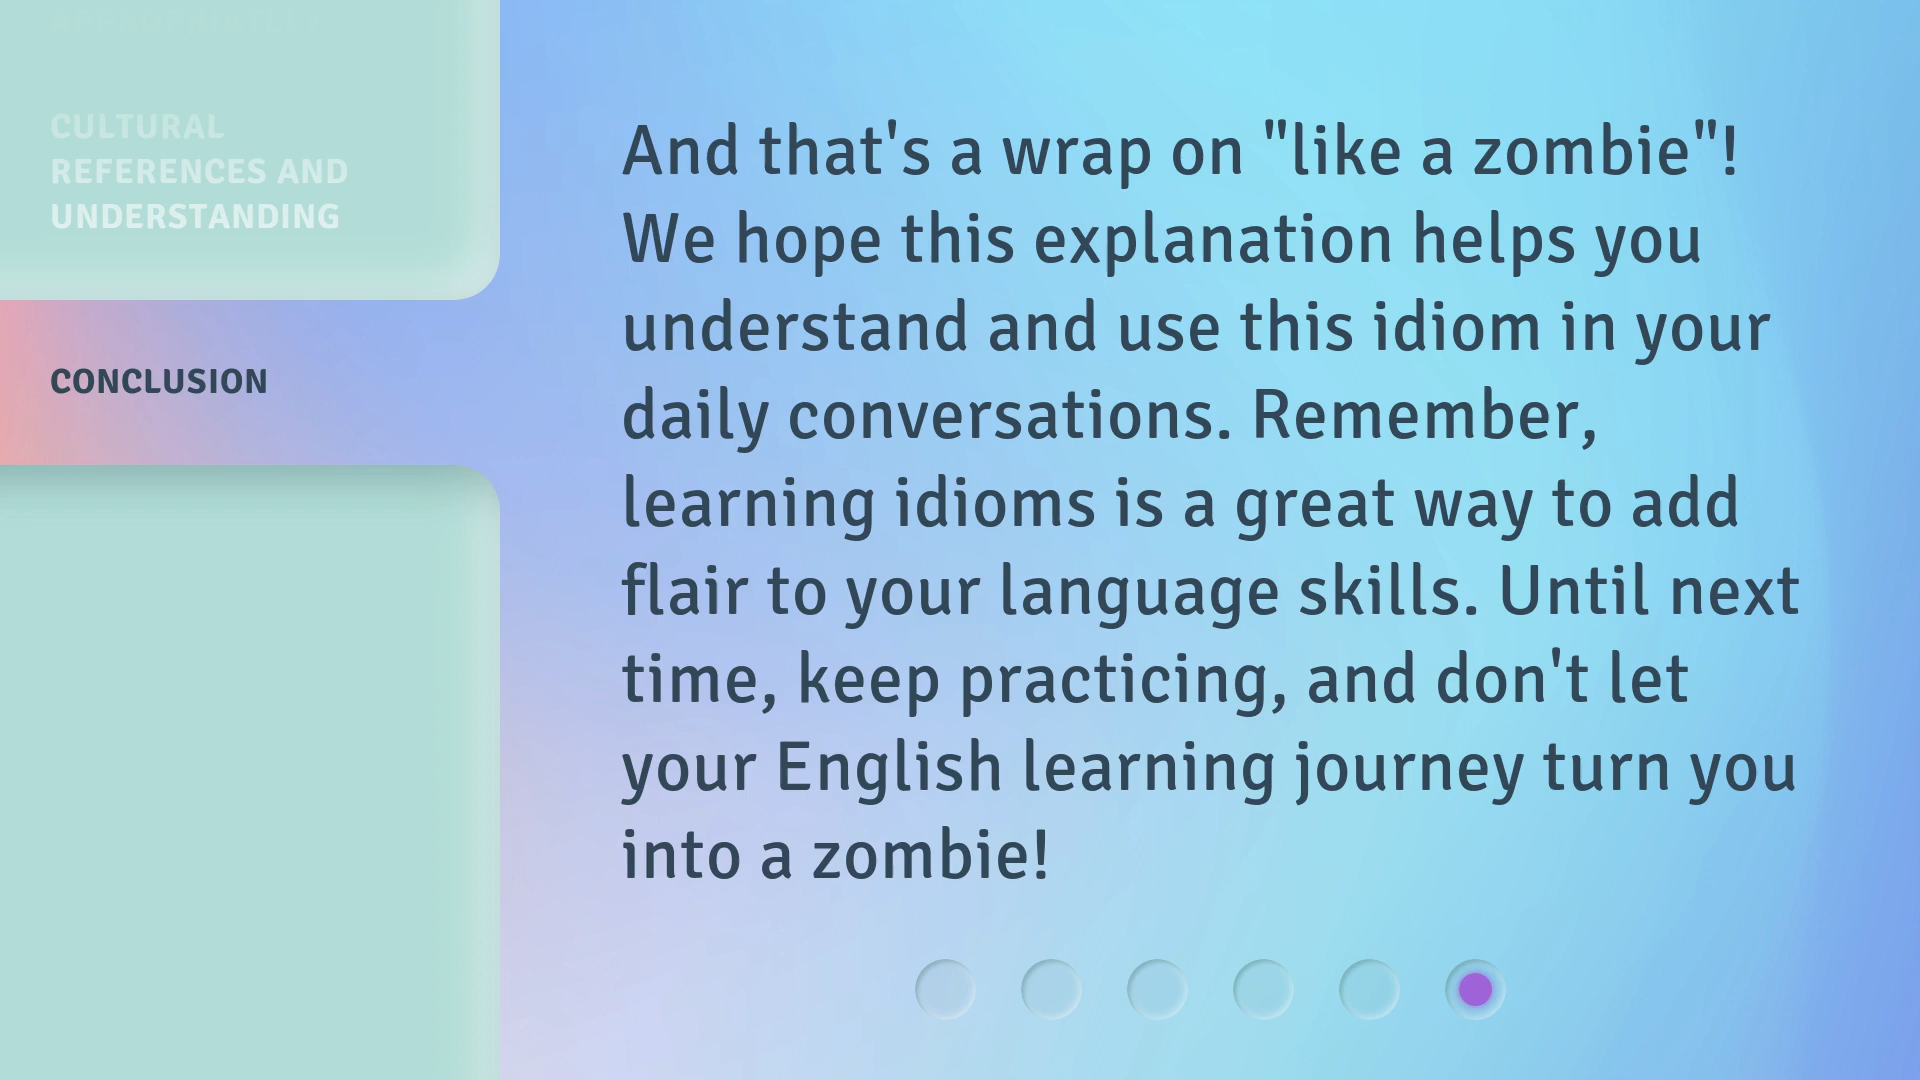 CULTURAL
REFERENCES AND
UNDERSTANDING
CONCLUSION
And that's a wrap on "like a zombie"!
We hope this explanation helps you
understand and use this idiom in your
daily conversations. Remember,
learning idioms is a great way to add
flair to your language skills. Until next
time, keep practicing, and don't let
your English learning journey turn you
into a zombie!